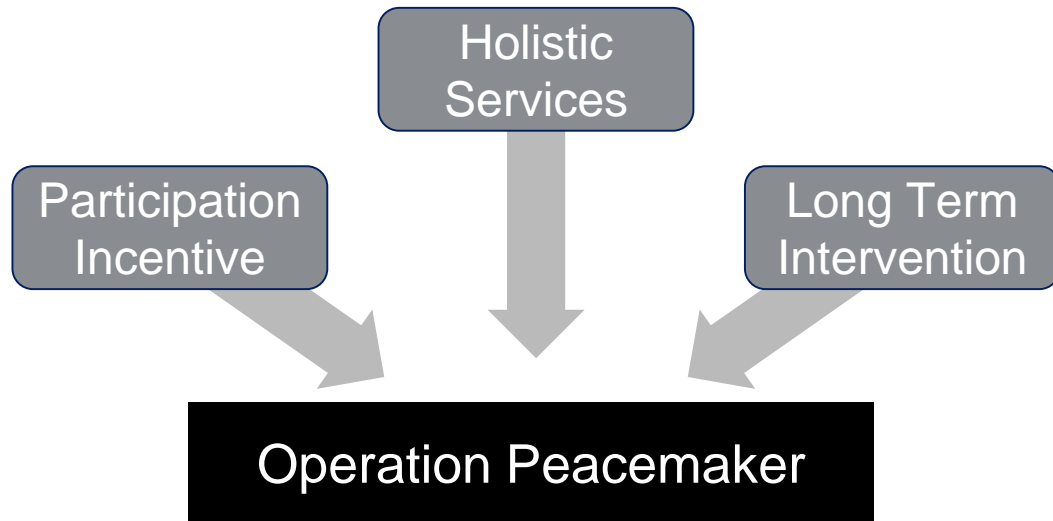 Holistic
Services
Participation
Incentive
Long Term
Intervention
Operation Peacemaker